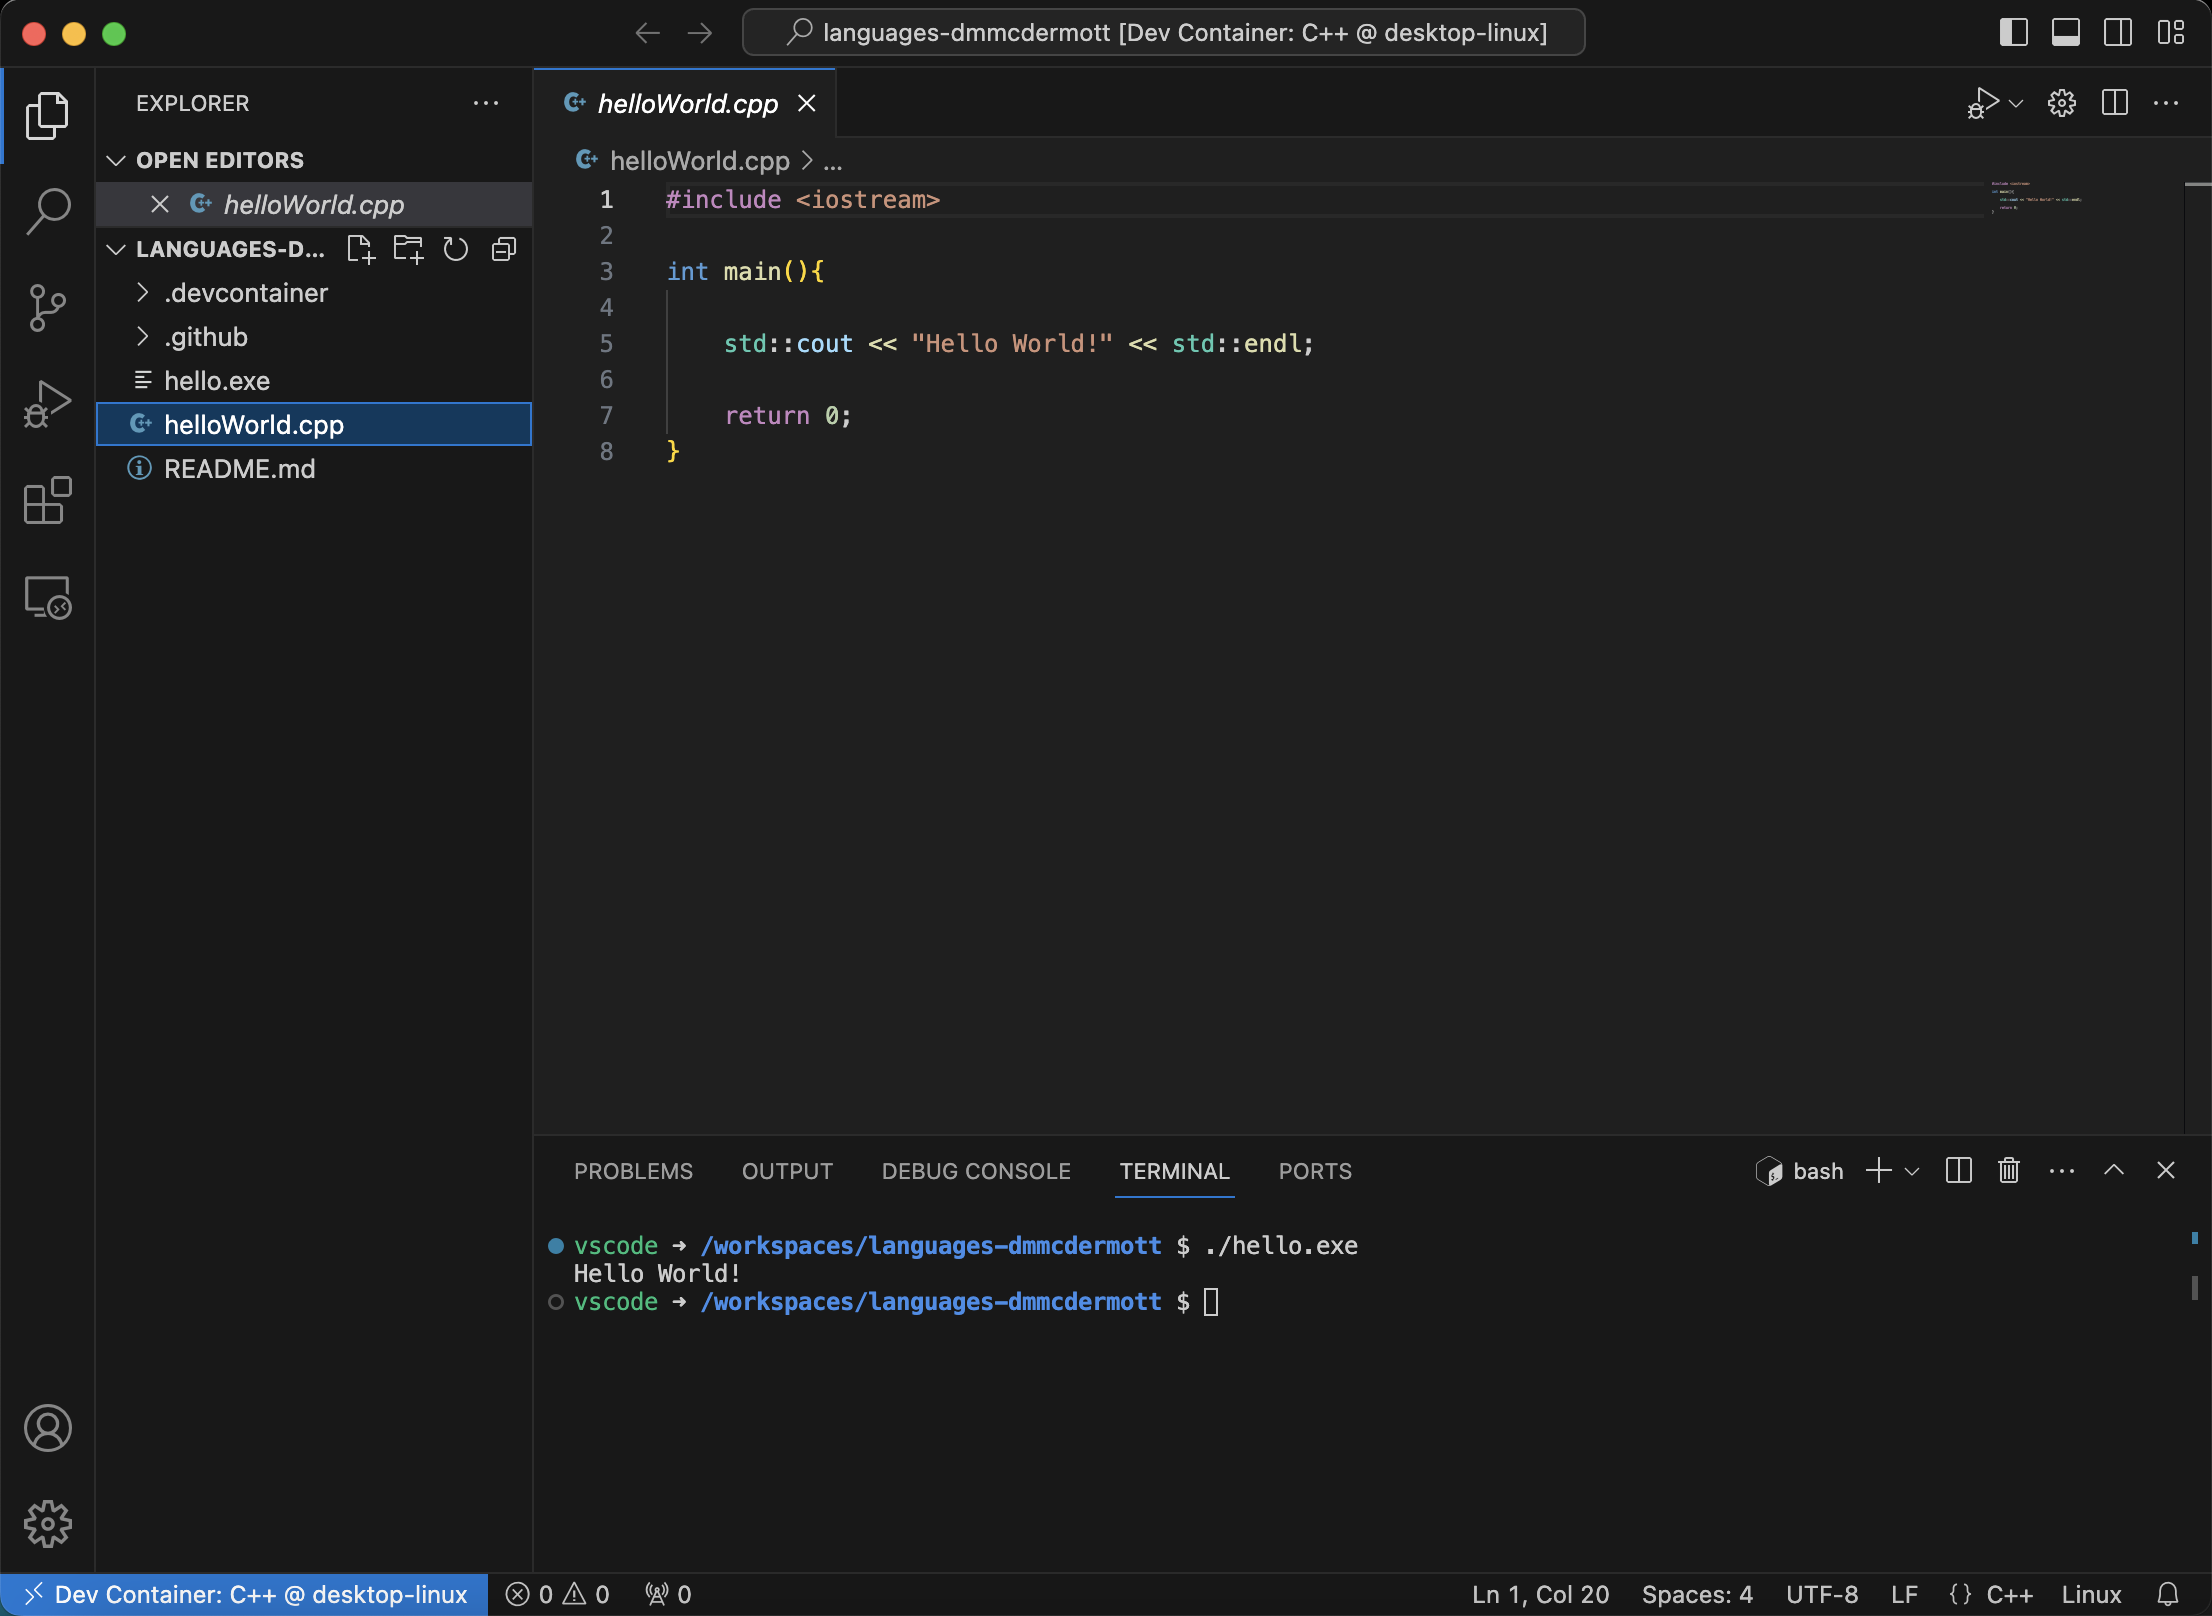 languages-dmmcdermott [Dev Container: C++ @ desktop-linux]
EXPLORER
OPEN EDITORS
helloWorld.cpp
LANGUAGES-D...
.devcontainer
.github
hello.exe
helloWorld.cpp
README.md
helloWorld.cpp
helloWorld.cpp > ...
1 #include <iostream>
2
3 int main(){
4
5 std::cout << "Hello World!" << std::endl;
6
7 return 0;
8 }
PROBLEMS OUTPUT DEBUG CONSOLE TERMINAL PORTS
bash
vscode → /workspaces/languages-dmmcdermott $ ./hello.exe
Hello World!
vscode → /workspaces/languages-dmmcdermott $
Dev Container: C++ @ desktop-linux 0 0 0 Ln 1, Col 20 Spaces: 4 UTF-8 LF {} C++ Linux